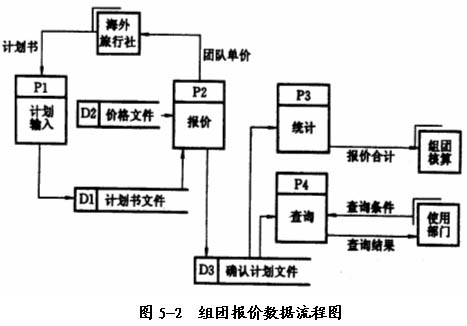 海外
旅行社
计划书
团队单价
P1
计划
输入
P2
报价
D2 价格文件
P3
统计
报价合计
组团
核算
D1 计划书文件
P4
查询
查询条件
查询结果
使用
部门
D3 确认计划文件
图 5-2 组团报价数据流程图